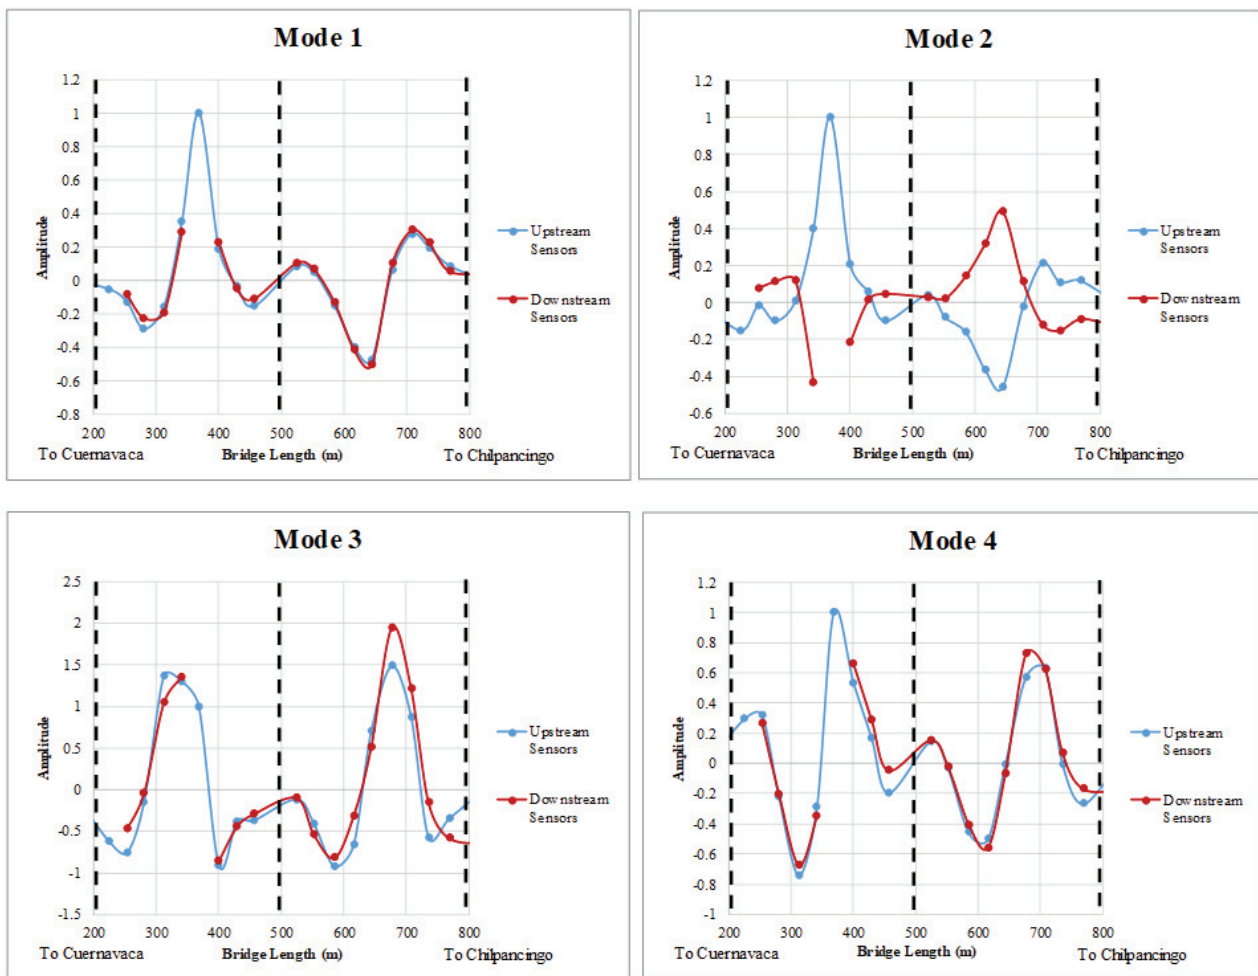 Mode 1
1.2
1
0.8
0.6
0.4
0.2
0
-0.2
-0.4
-0.6
-0.8
Amplitude
200 300 400 500 600 700 800
To Cuernavaca Bridge Length (m) To Chilpancingo
Upstream
Sensors
Downstream
Sensors
Mode 2
1.2
1
0.8
0.6
0.4
0.2
0
-0.2
-0.4
-0.6
Amplitude
200 300 400 500 600 700 800
To Cuernavaca Bridge Length (m) To Chilpancingo
Upstream
Sensors
Downstream
Sensors
Mode 3
2.5
2
1.5
1
0.5
0
-0.5
-1
-1.5
Amplitude
200 300 400 500 600 700 800
To Cuernavaca Bridge Length (m) To Chilpancingo
Upstream
Sensors
Downstream
Sensors
Mode 4
1.2
1
0.8
0.6
0.4
0.2
0
-0.2
-0.4
-0.6
-0.8
-1
Amplitude
200 300 400 500 600 700 800
To Cuernavaca Bridge Length (m) To Chilpancingo
Upstream
Sensors
Downstream
Sensors